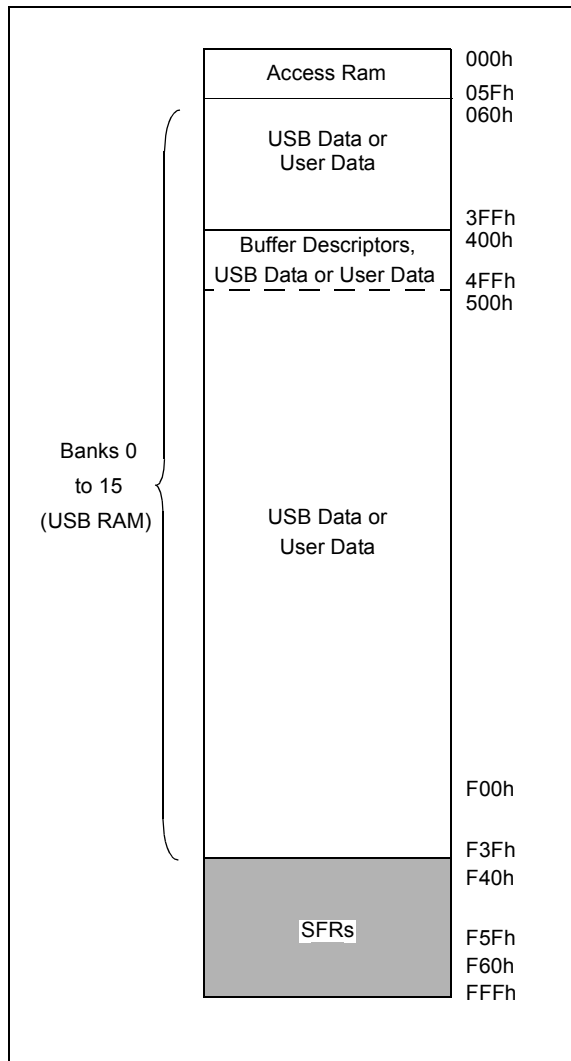 000h
Access Ram
05Fh
060h
USB Data or
User Data
3FFh
400h
Buffer Descriptors,
USB Data or User Data
4FFh
500h
Banks 0
to 15
(USB RAM)
USB Data or
User Data
F00h
F3Fh
F40h
SFRs
F5Fh
F60h
FFFh